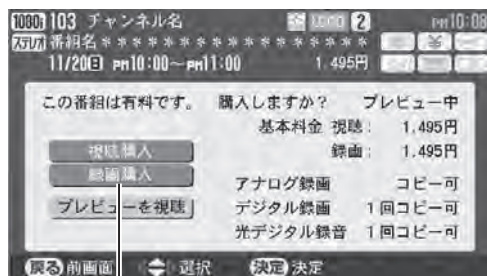 1080i 103 チャンネル名 2 PM10:08
ステレオ 番組名＊＊＊＊＊＊＊＊＊＊＊＊＊ ¥
11/20日 PM10:00〜PM11:00 1.495円
この番組は有料です。 購入しますか？ プレビュー中
基本料金 視聴： 1.495円
視聴購入 録画： 1.495円
録画購入
アナログ録画 コピー可
プレビューを視聴 デジタル録画 1回コピー可
光デジタル録音 1回コピー可
戻る 前画面 選択 決定 決定